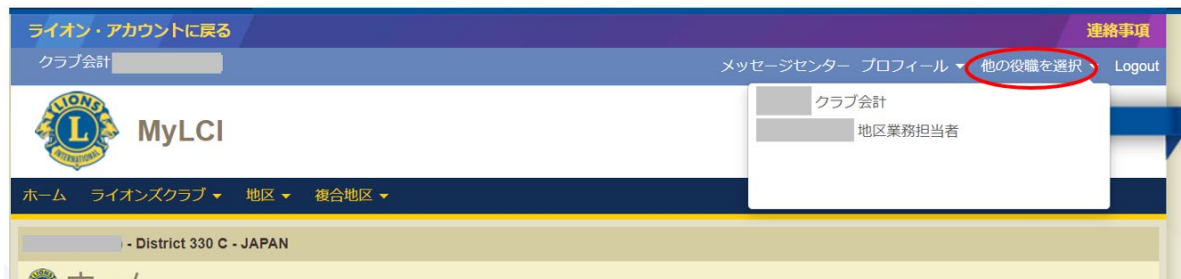 ライオン・アカウントに戻る 連絡事項
クラブ会計 メッセージセンター プロフィール ▼ 他の役職を選択 ▼ Logout
クラブ会計
地区業務担当者
LIONS
L
INTERNATIONAL
MyLCI
ホーム ライオンズクラブ ▼ 地区 ▼ 複合地区 ▼
) - District 330 C - JAPAN